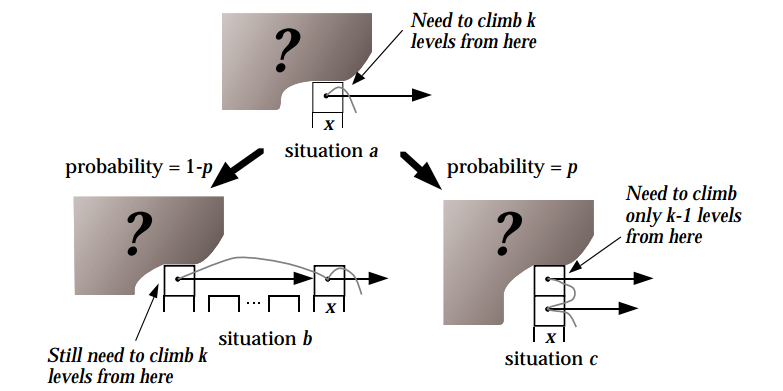 ?
Need to climb k
levels from here
x
situation a
probability = 1-p
probability = p
?
Still need to climb k
levels from here
...
x
situation b
?
Need to climb
only k-1 levels
from here
x
situation c